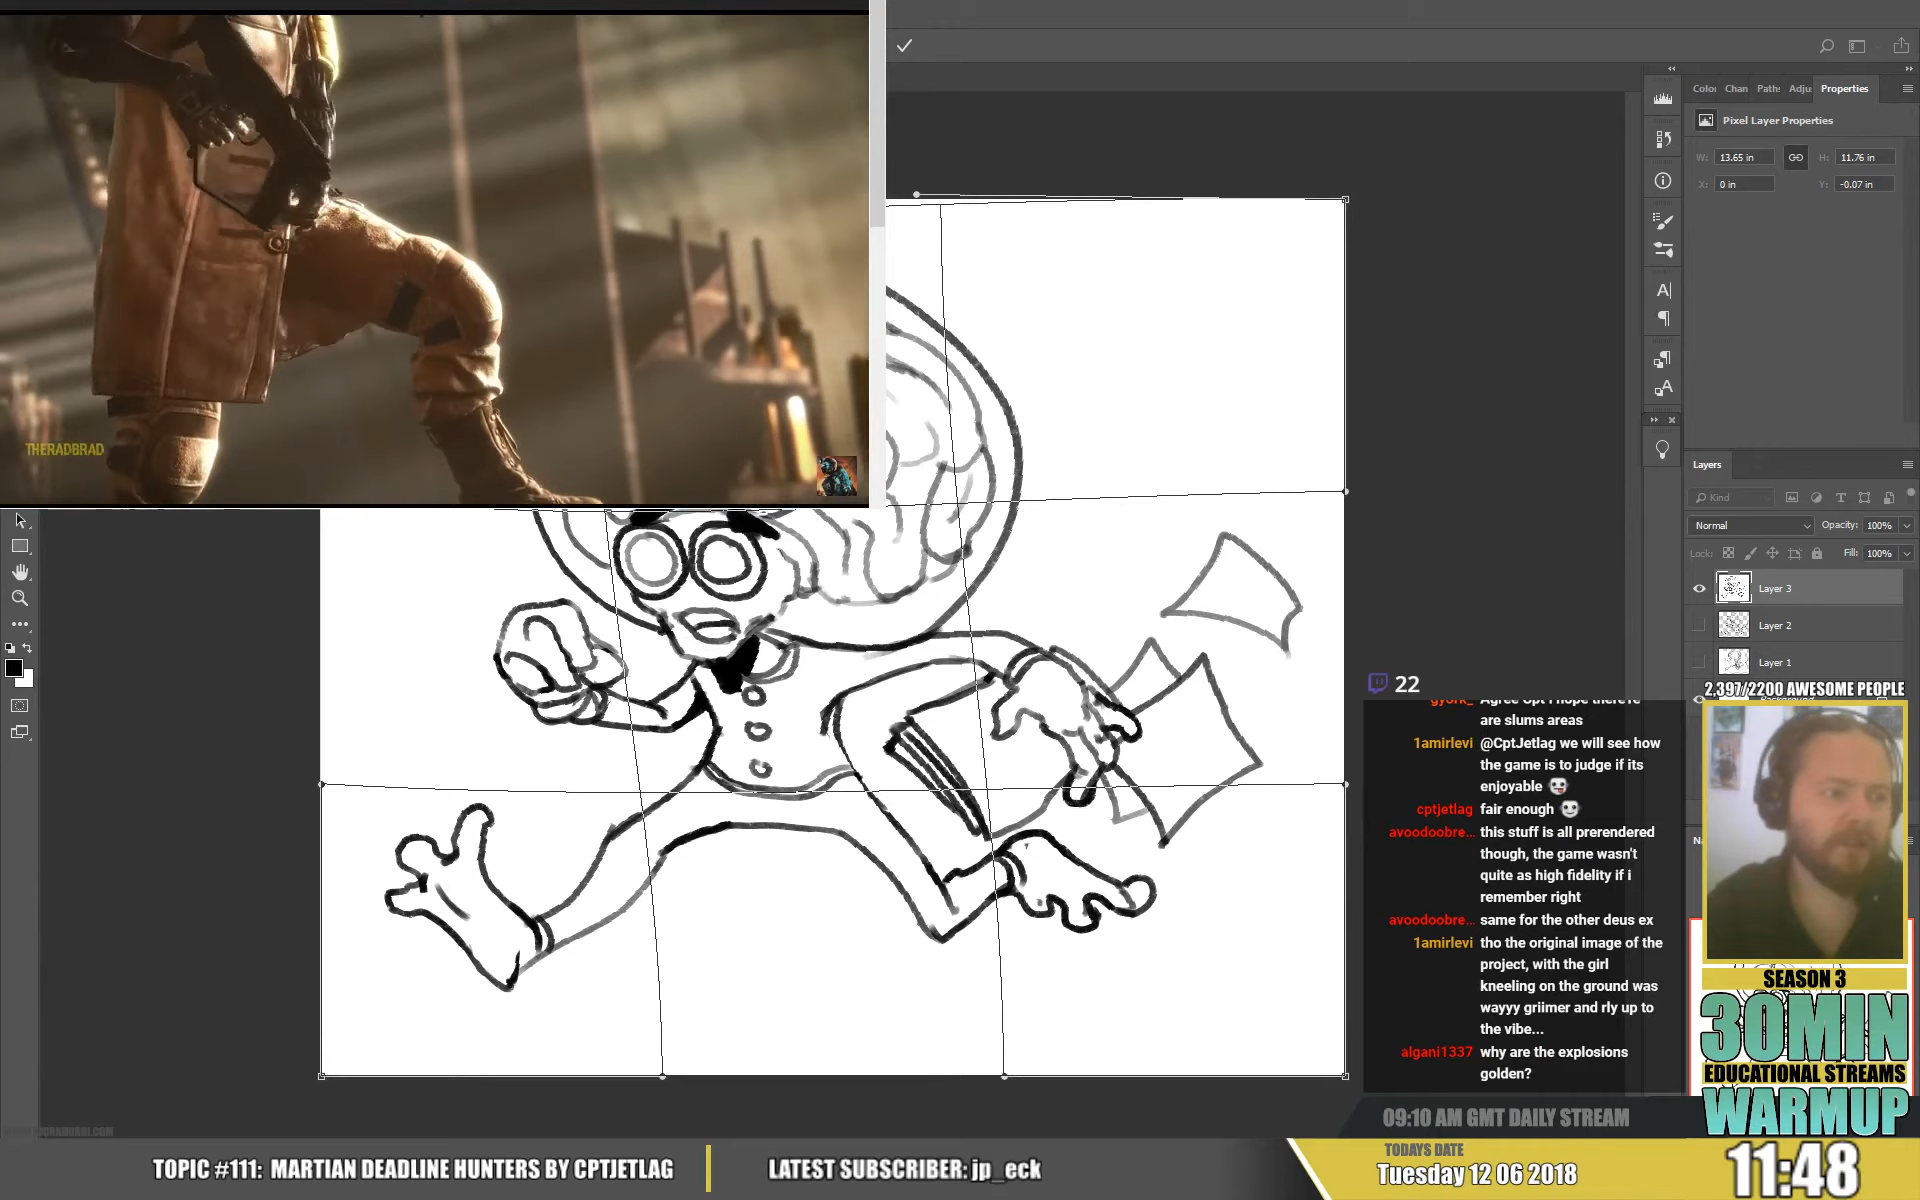 THERADBRAD
Color
Chan
Paths
Adju
Properties
Pixel Layer Properties
W: 13.65 in
H: 11.76 in
X: 0 in
Y: -0.07 in
Layers
Kind
Normal
Opacity: 100%
Lock:
Fill: 100%
Layer 3
Layer 2
Layer 1
22
2,397/2200 AWESOME PEOPLE
gyork_ Agree Cpt I hope there're
are slums areas
1amirlevi @CptJetlag we will see how
the game is to judge if its
enjoyable
cptjetlag fair enough
avoodoobre... this stuff is all prerendered
though, the game wasn't
quite as high fidelity if i
remember right
avoodoobre... same for the other deus ex
1amirlevi tho the original image of the
project, with the girl
kneeling on the ground was
wayyy griimer and rly up to
the vibe...
algani1337 why are the explosions
golden?
SEASON 3
30MIN
EDUCATIONAL STREAMS
WARMUP
09:10 AM GMT DAILY STREAM
TOPIC #111: MARTIAN DEADLINE HUNTERS BY CPTJETLAG
LATEST SUBSCRIBER: jp_eck
TODAYS DATE
Tuesday 12 06 2018
11:48